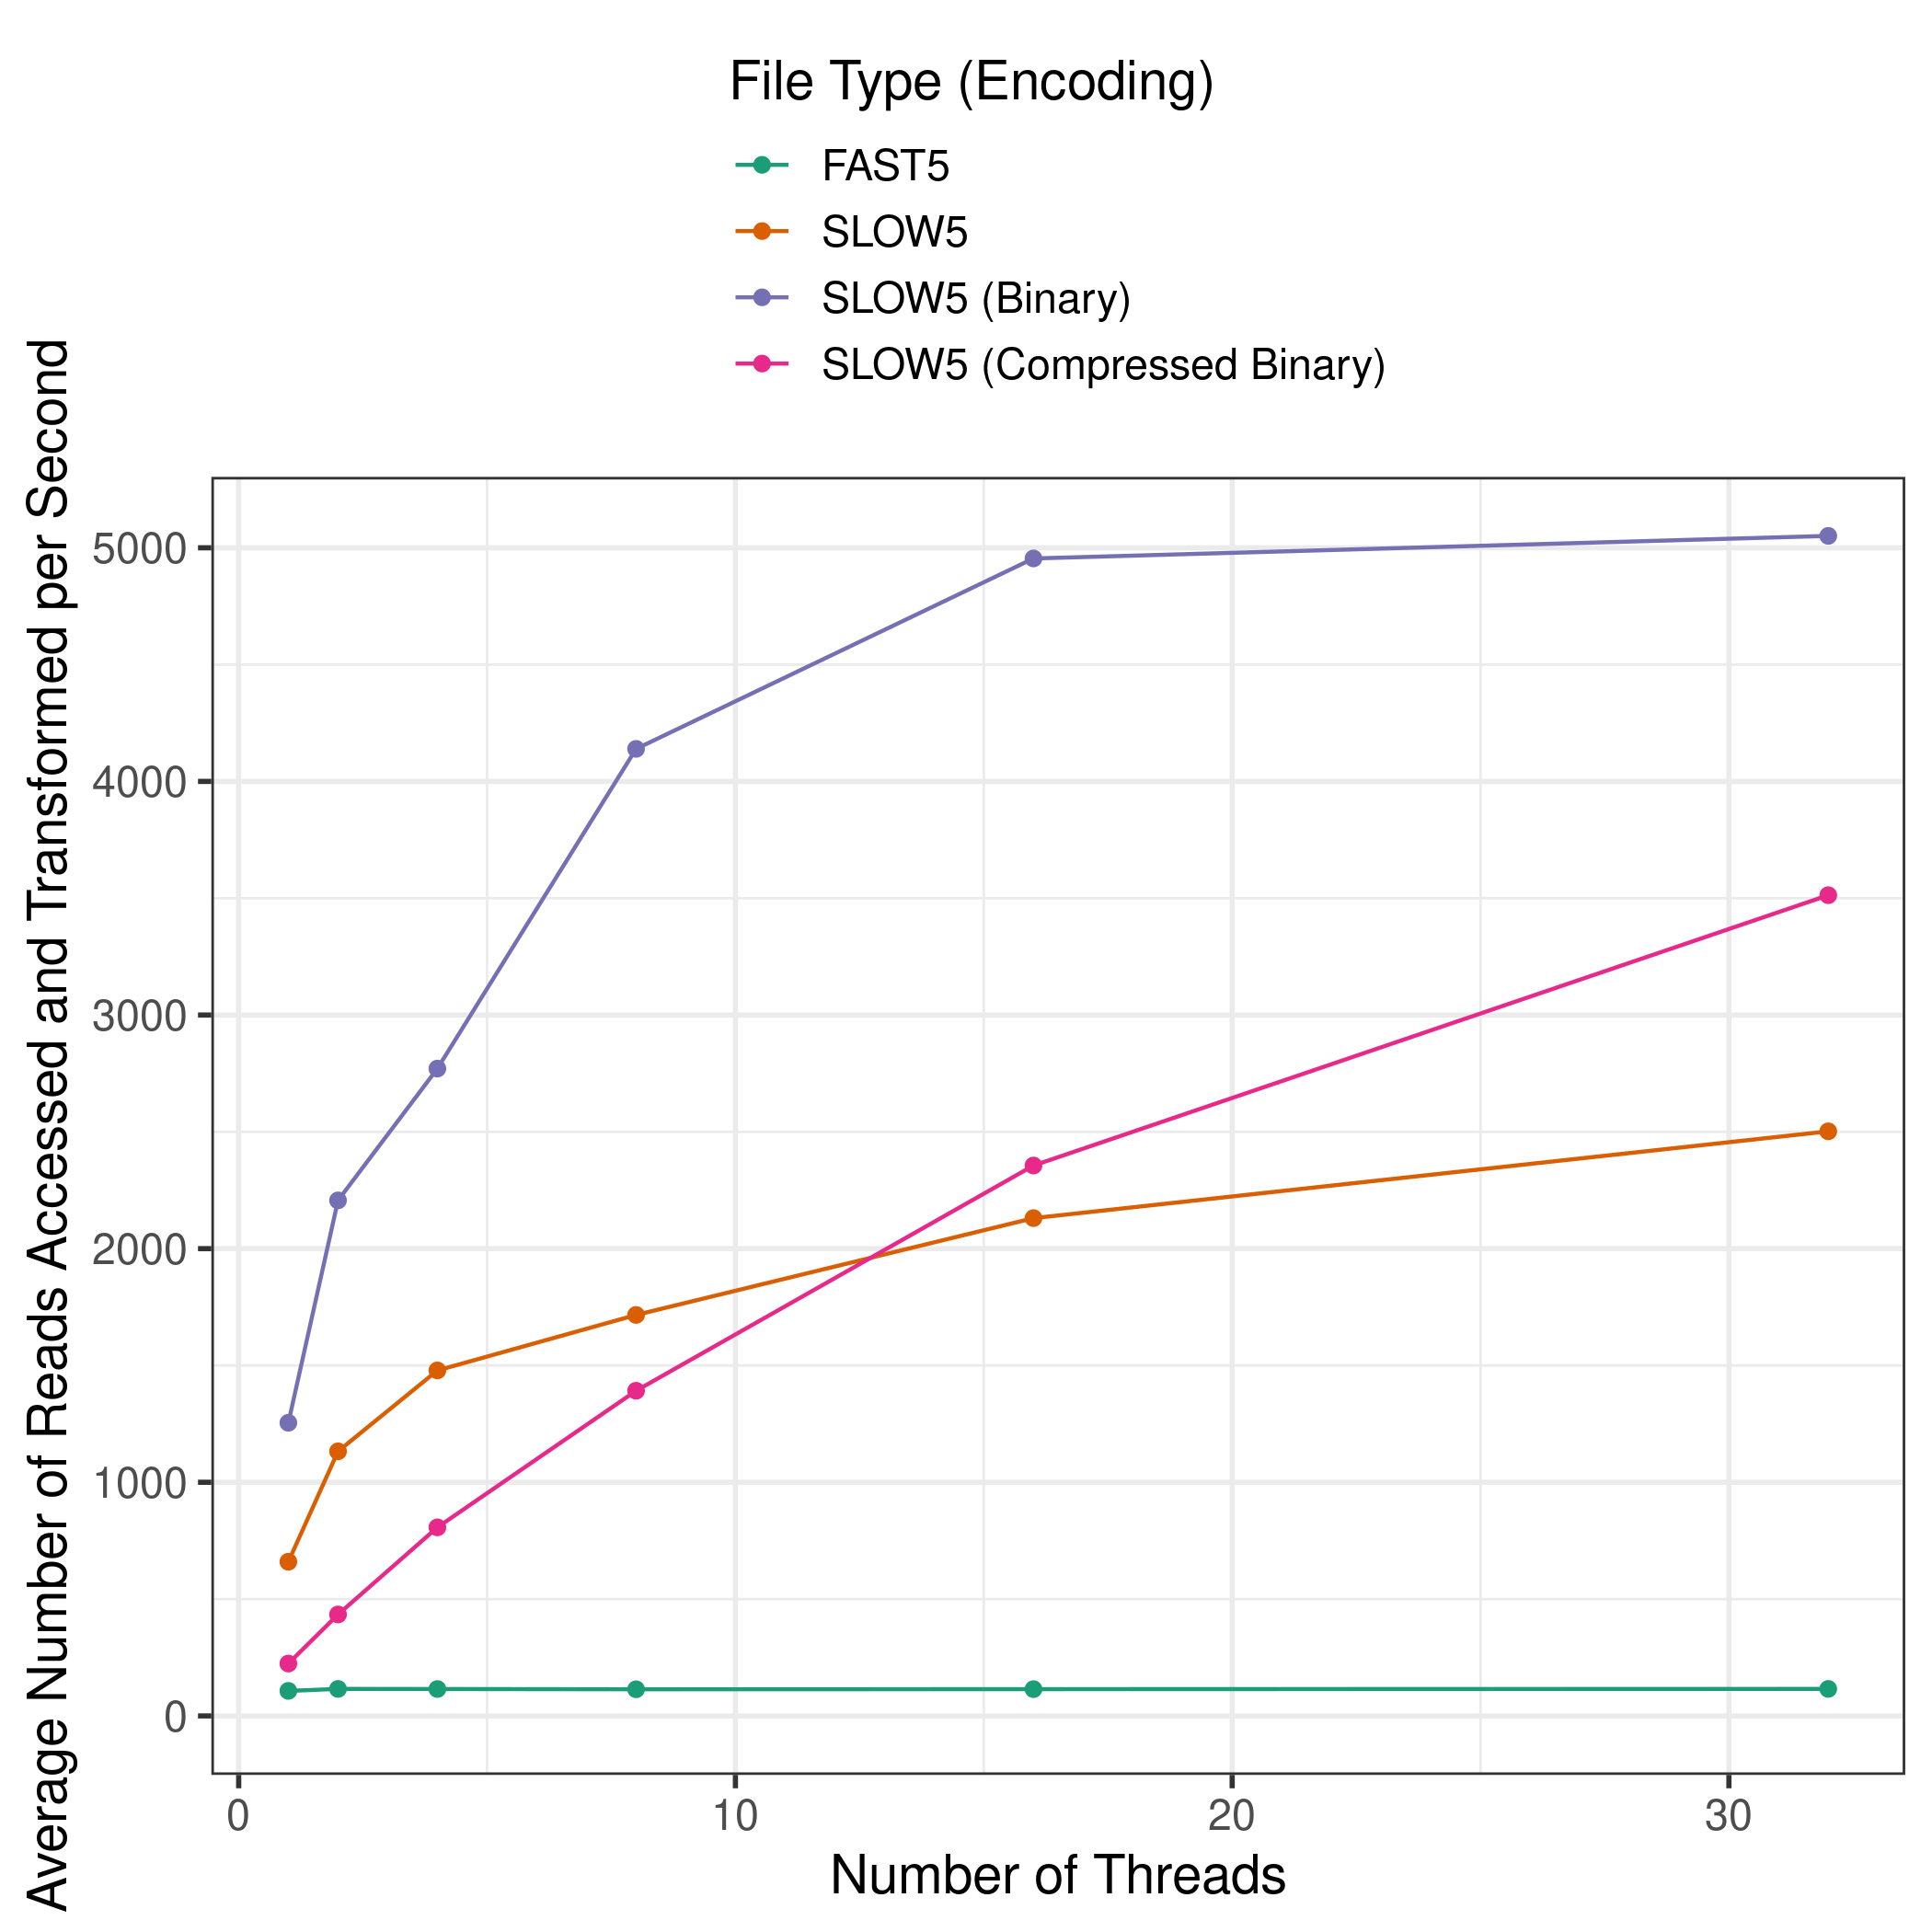 File Type (Encoding)
FAST5
SLOW5
SLOW5 (Binary)
SLOW5 (Compressed Binary)
Average Number of Reads Accessed and Transformed per Second
5000
4000
3000
2000
1000
0
0 10 20 30
Number of Threads